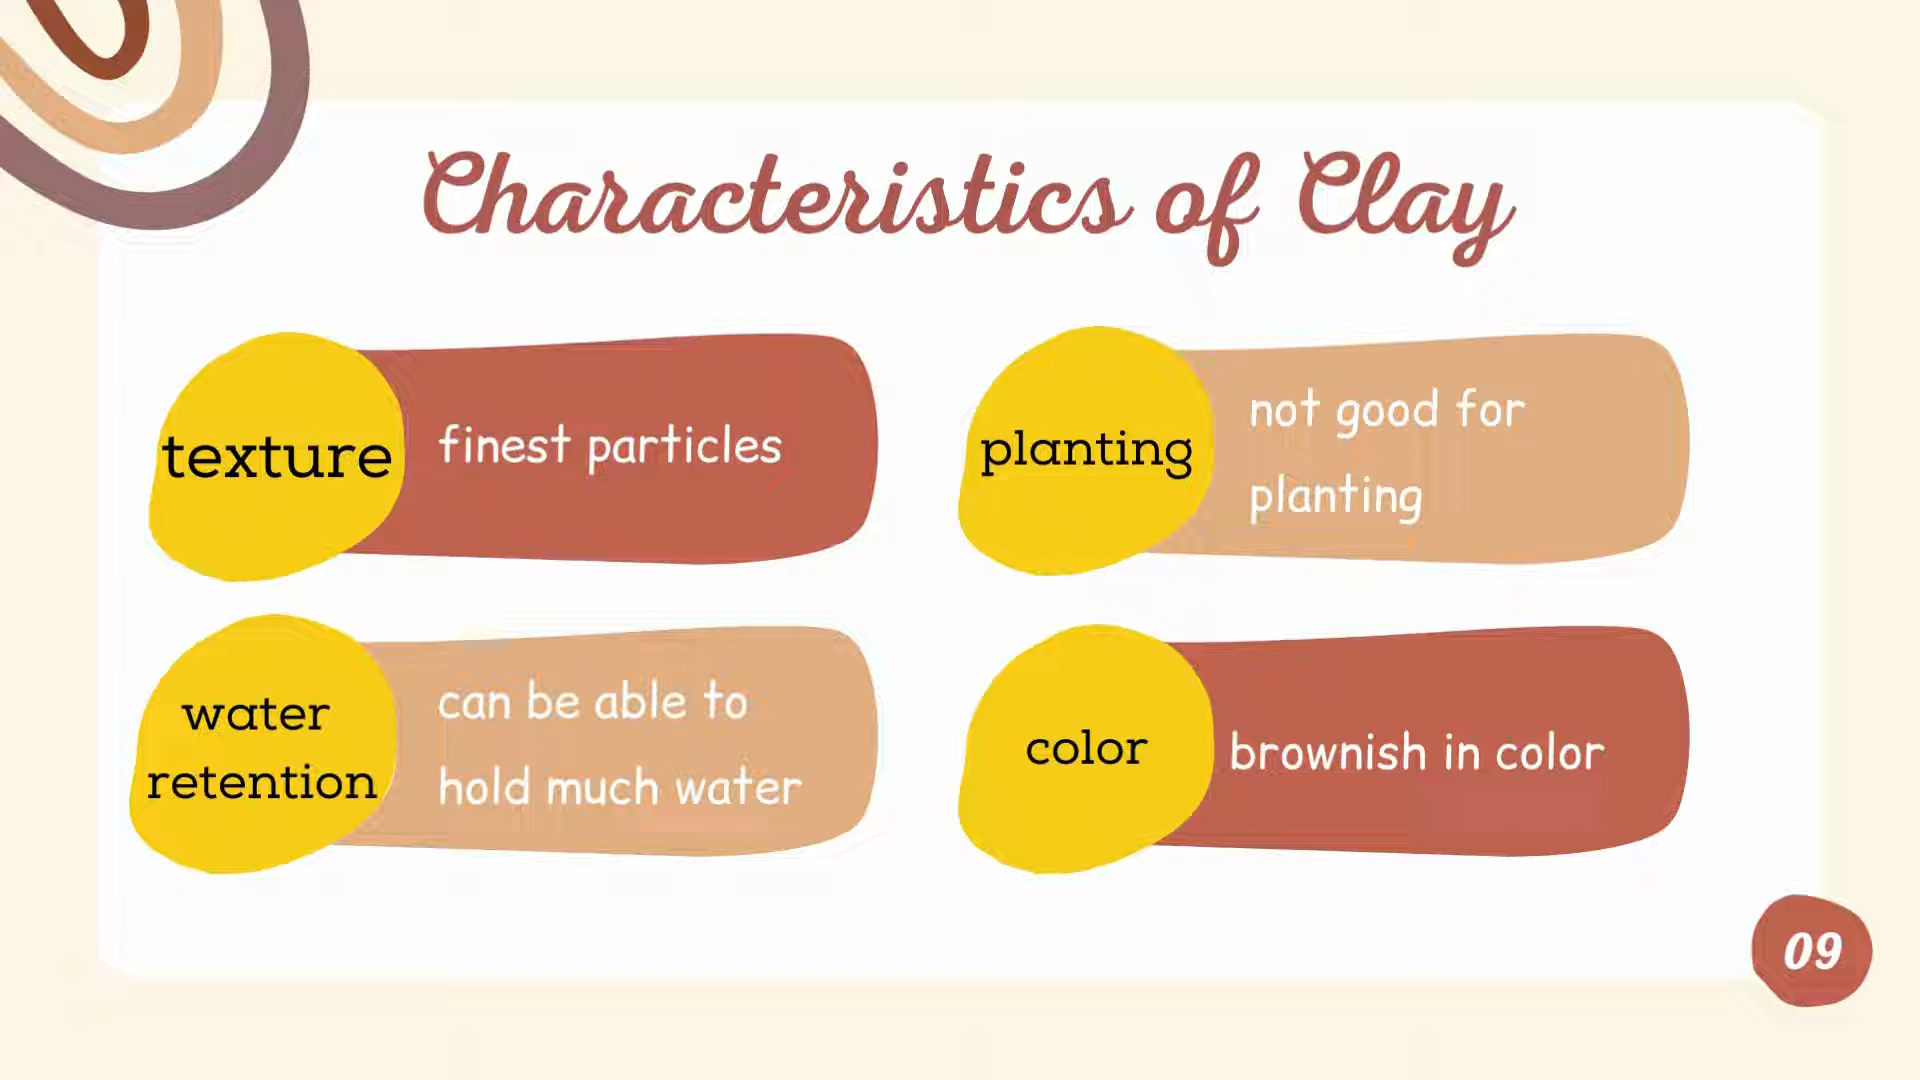 Characteristics of Clay
texture
finest particles
planting
not good for
planting
water
retention
can be able to
hold much water
color
brownish in color
09